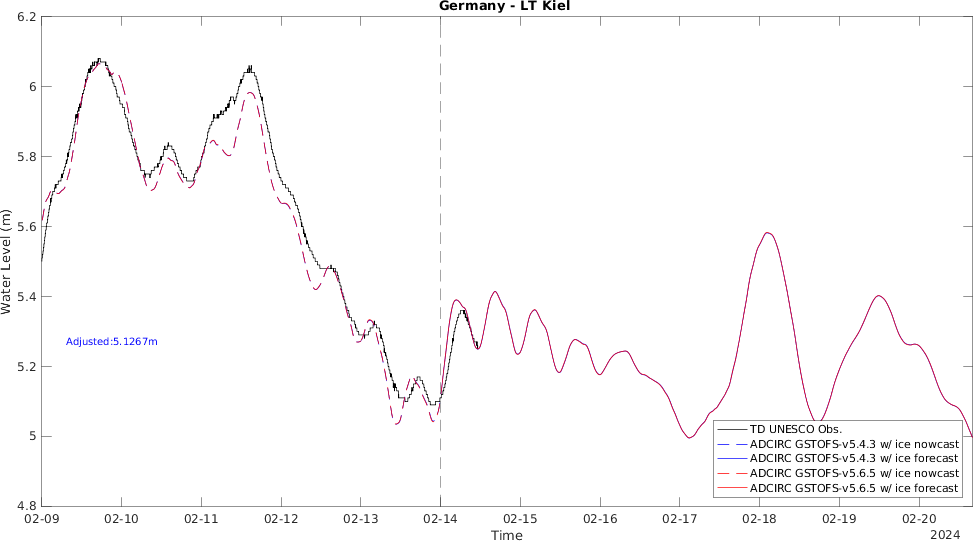 Germany - LT Kiel
6.2
6
5.8
5.6
5.4
5.2
5
4.8
Water Level (m)
Adjusted:5.1267m
TD UNESCO Obs.
ADCIRC GSTOFS-v5.4.3 w/ ice nowcast
ADCIRC GSTOFS-v5.4.3 w/ ice forecast
ADCIRC GSTOFS-v5.6.5 w/ ice nowcast
ADCIRC GSTOFS-v5.6.5 w/ ice forecast
02-09 02-10 02-11 02-12 02-13 02-14 02-15 02-16 02-17 02-18 02-19 02-20
Time
2024